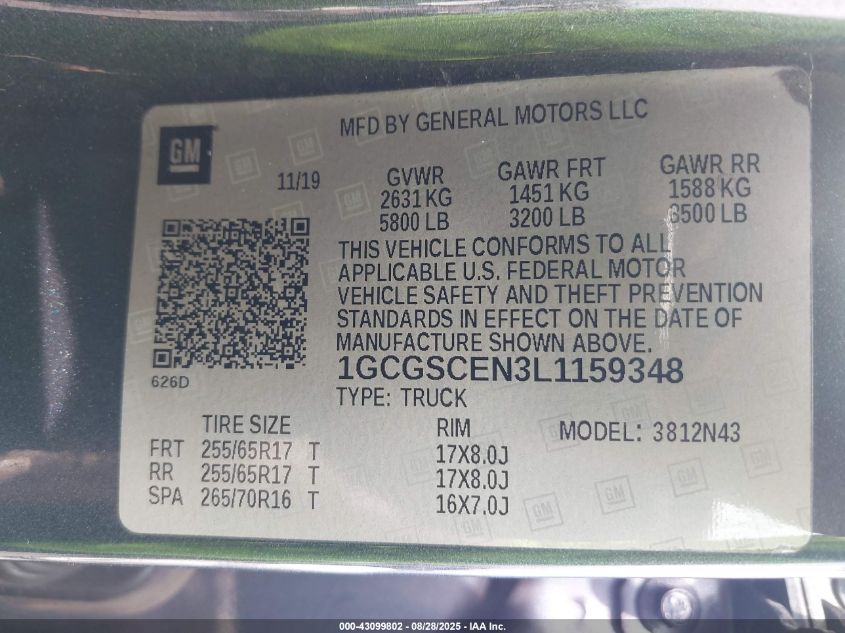 MFD BY GENERAL MOTORS LLC
GM
11/19
GVWR
2631 KG
5800 LB
GAWR FRT
1451 KG
3200 LB
GAWR RR
1588 KG
3500 LB
THIS VEHICLE CONFORMS TO ALL
APPLICABLE U.S. FEDERAL MOTOR
VEHICLE SAFETY AND THEFT PREVENTION
STANDARDS IN EFFECT ON THE DATE OF
MANUFACTURE SHOWN ABOVE.
626D
1GCGSCEN3L1159348
TYPE: TRUCK
TIRE SIZE RIM MODEL: 3812N43
FRT 255/65R17 T 17X8.0J
RR 255/65R17 T 17X8.0J
SPA 265/70R16 T 16X7.0J
000-43099802 - 08/28/2025 - IAA Inc.